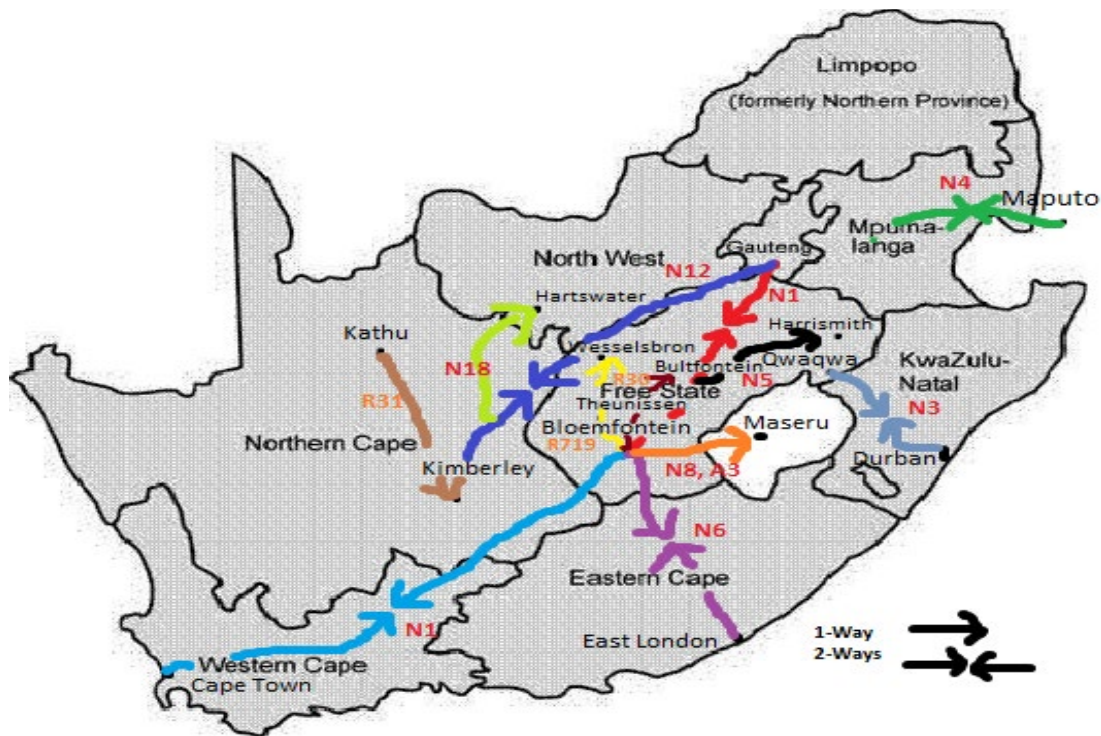 Limpopo
(formerly Northern Province)
N4
Maputo
Mpuma-
langa
Gauteng
North West
N12
Hartswater
N1
Kathu
Harrismith
Wesselsbron
Bultfontein
Qwaqwa
KwaZulu-
Natal
N18
R30
N5
R31
Free State
Theunissen
N3
Maseru
Bloemfontein
Northern Cape
R719
Durban
Kimberley
N8, A3
N6
Eastern Cape
N1
1-Way
East London
2-Ways
Western Cape
Cape Town